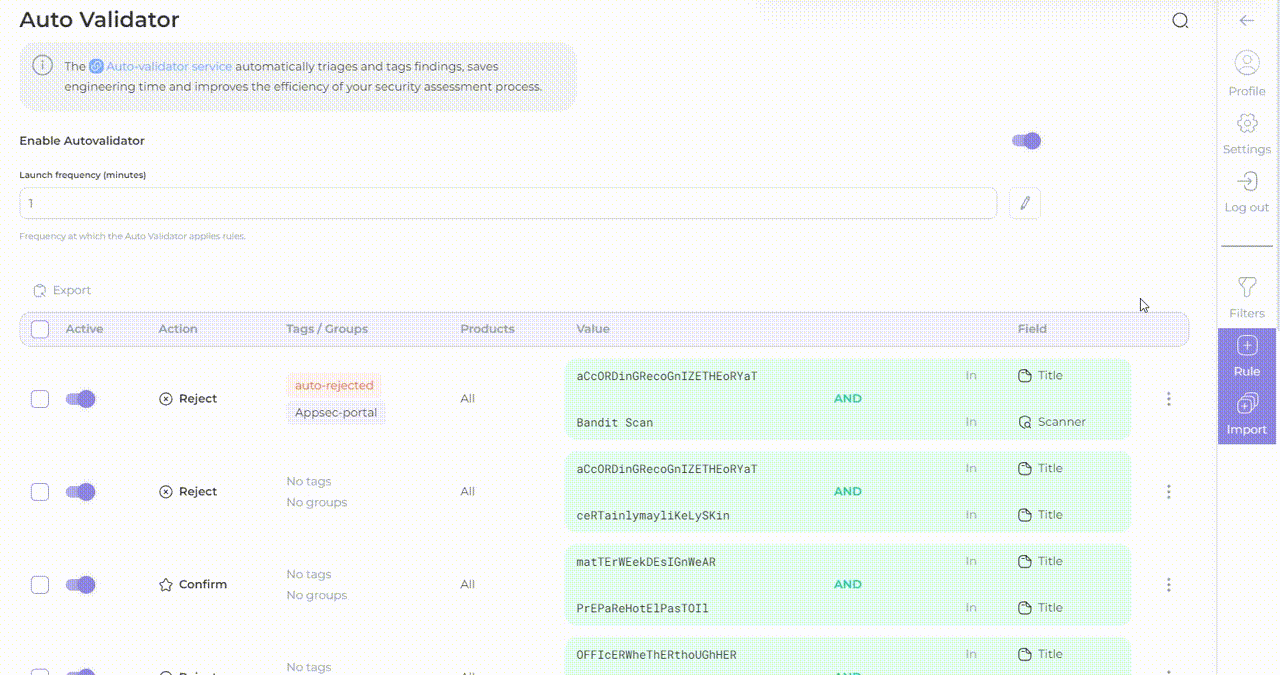 Auto Validator
The Auto-validator service automatically triages and tags findings, saves
engineering time and improves the efficiency of your security assessment process.
Enable Autovalidator
Launch frequency (minutes)
1
Frequency at which the Auto Validator applies rules.
Export
Active Action Tags / Groups Products Value Field
auto-rejected
Appsec-portal
Reject
All
aCcORDinGRecoGnIZETHEoRYaT In Title
AND
Bandit Scan In Scanner
Reject
No tags
No groups
All
aCcORDinGRecoGnIZETHEoRYaT In Title
AND
ceRTainlymayliKeLySKin In Title
Confirm
No tags
No groups
All
matTErWEekDEsIGnWeAR In Title
AND
PrEPaReHotElPasTOIl In Title
No tags
OFFIcERWheThERthoUGhHER In Title
Profile
Settings
Log out
Filters
Rule
Import